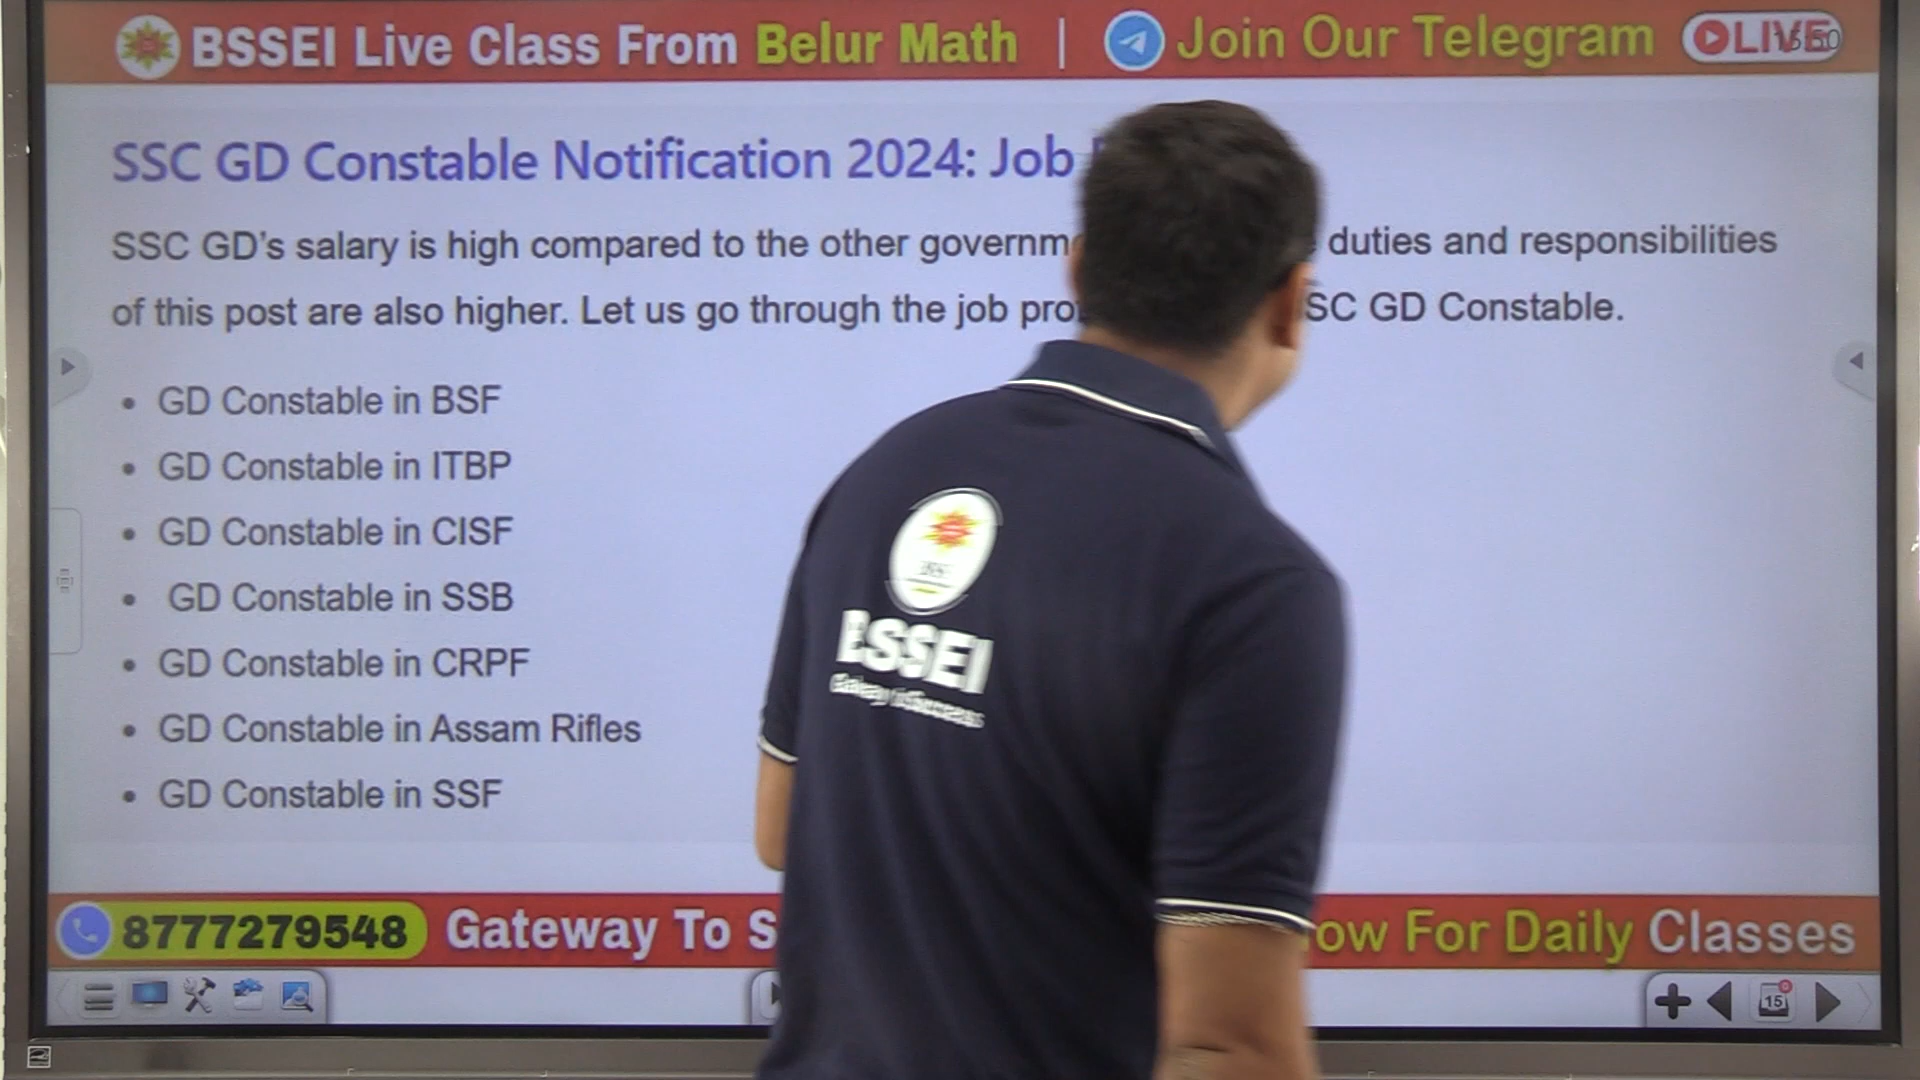 BSSEI Live Class From Belur Math | Join Our Telegram LIVE 15:50
SSC GD Constable Notification 2024: Job
SSC GD's salary is high compared to the other governm duties and responsibilities
of this post are also higher. Let us go through the job pro SSC GD Constable.
• GD Constable in BSF
• GD Constable in ITBP
• GD Constable in CISF
• GD Constable in SSB
• GD Constable in CRPF
• GD Constable in Assam Rifles
• GD Constable in SSF
BSSEI
8777279548 Gateway To S ow For Daily Classes
15